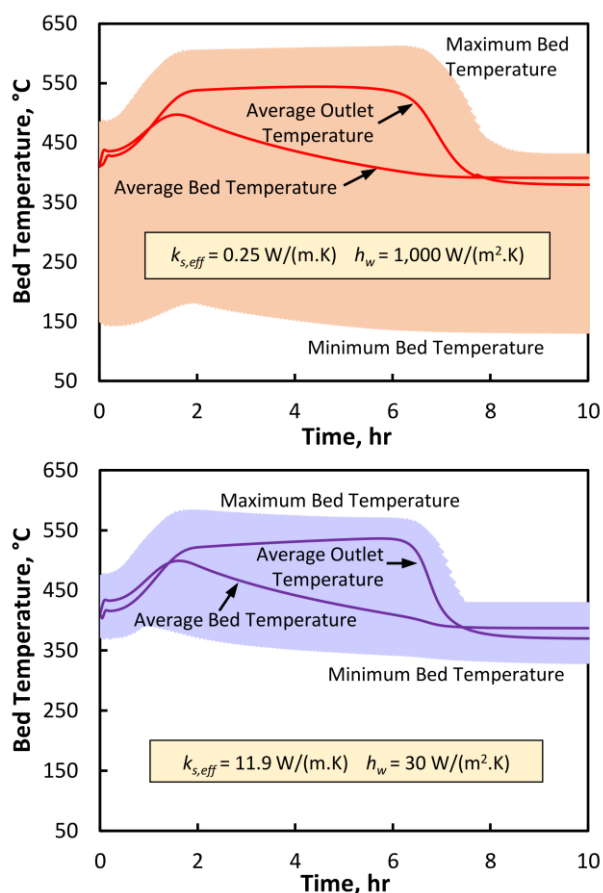 650
Maximum Bed
Temperature
550
Average Outlet
Temperature
450
350
Average Bed Temperature
250
k_s,eff = 0.25 W/(m.K) h_w = 1,000 W/(m².K)
150
Minimum Bed Temperature
50
Bed Temperature, °C
0 2 4 6 8 10
Time, hr
650
Maximum Bed Temperature
550
Average Outlet
Temperature
450
Average Bed Temperature
350
Minimum Bed Temperature
250
k_s,eff = 11.9 W/(m.K) h_w = 30 W/(m².K)
150
50
Bed Temperature, °C
0 2 4 6 8 10
Time, hr